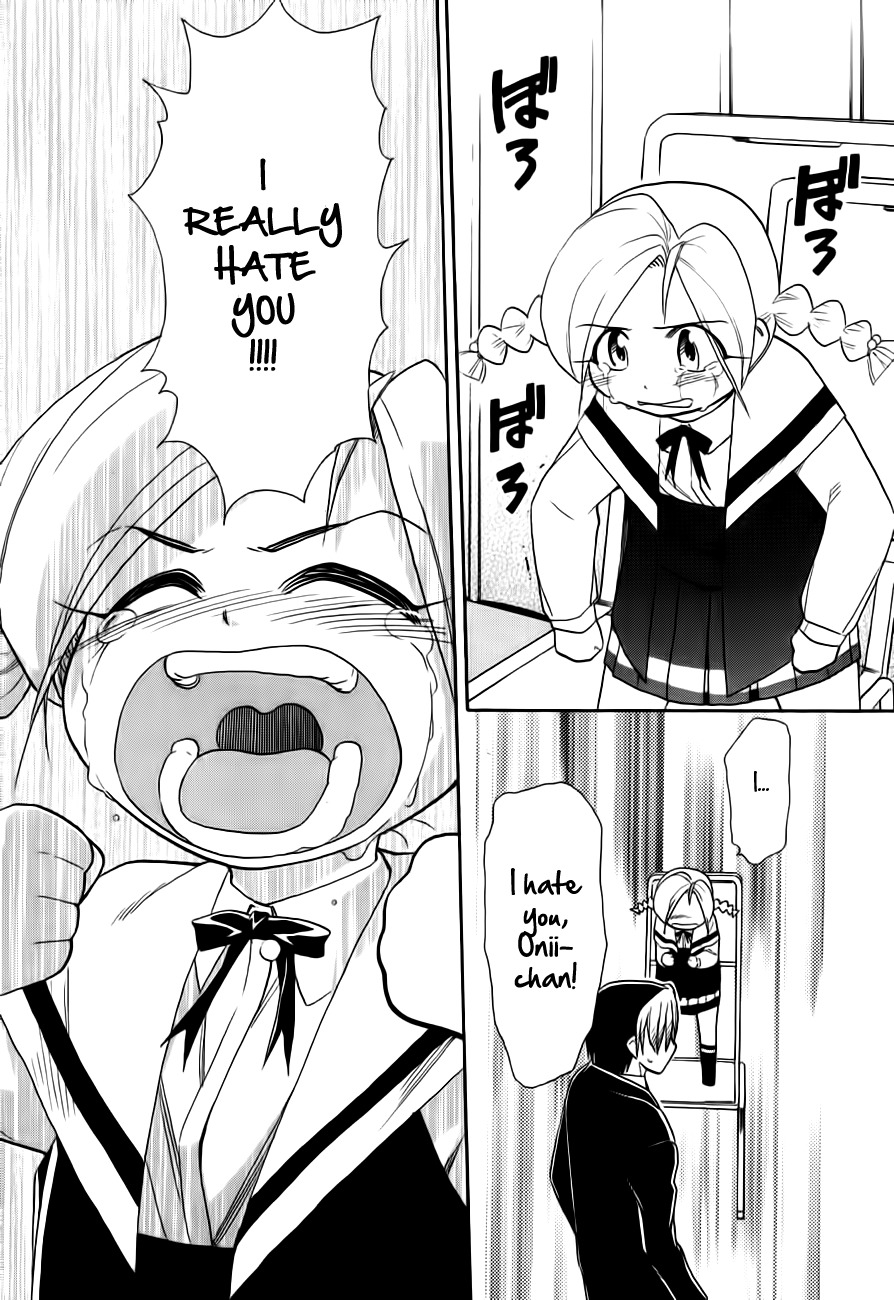 ぼろ
ぼろ
ぼろ
I...
I hate
you,
Onii-
chan!
I
REALLY
HATE
YOU
!!!!